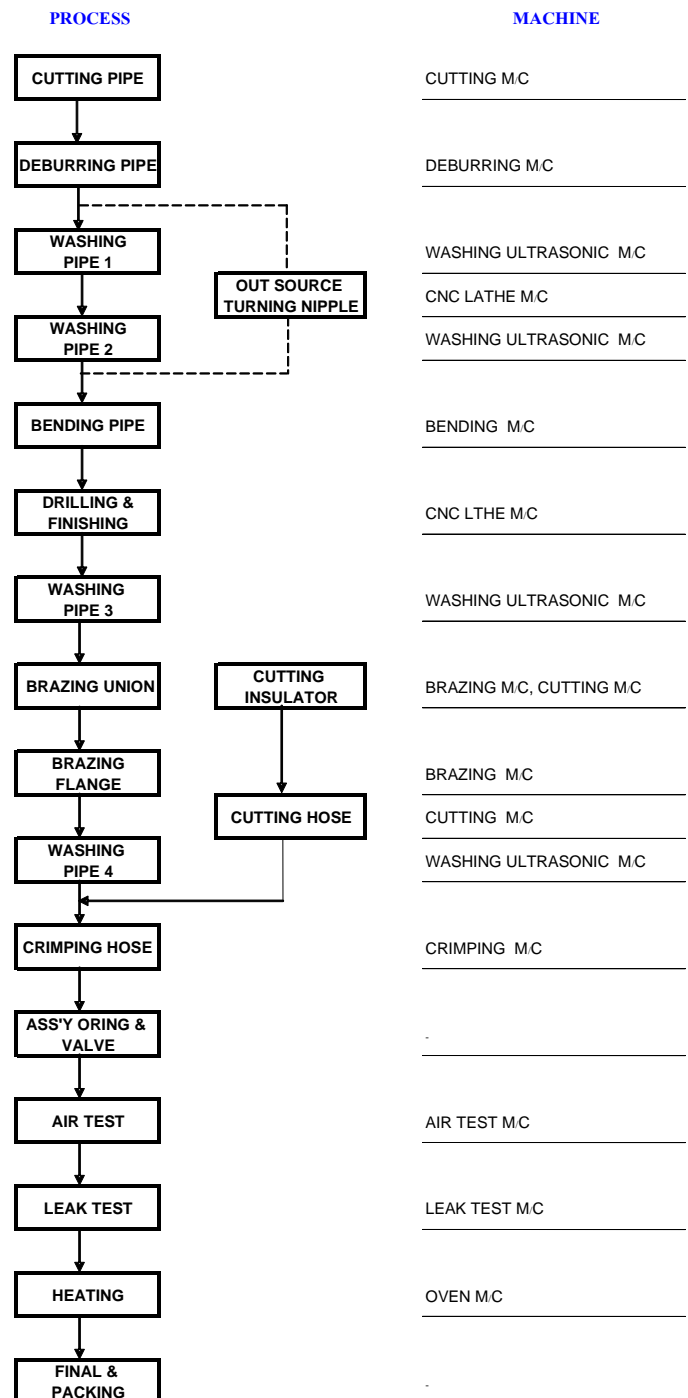 PROCESS MACHINE
CUTTING PIPE CUTTING M/C
DEBURRING PIPE DEBURRING M/C
WASHING
PIPE 1
WASHING ULTRASONIC M/C
OUT SOURCE
TURNING NIPPLE
CNC LATHE M/C
WASHING
PIPE 2
WASHING ULTRASONIC M/C
BENDING PIPE BENDING M/C
DRILLING &
FINISHING
CNC LTHE M/C
WASHING
PIPE 3
WASHING ULTRASONIC M/C
BRAZING UNION
CUTTING
INSULATOR
BRAZING M/C, CUTTING M/C
BRAZING
FLANGE
BRAZING M/C
CUTTING HOSE CUTTING M/C
WASHING
PIPE 4
WASHING ULTRASONIC M/C
CRIMPING HOSE CRIMPING M/C
ASS'Y ORING &
VALVE
-
AIR TEST AIR TEST M/C
LEAK TEST LEAK TEST M/C
HEATING OVEN M/C
FINAL &
PACKING
-